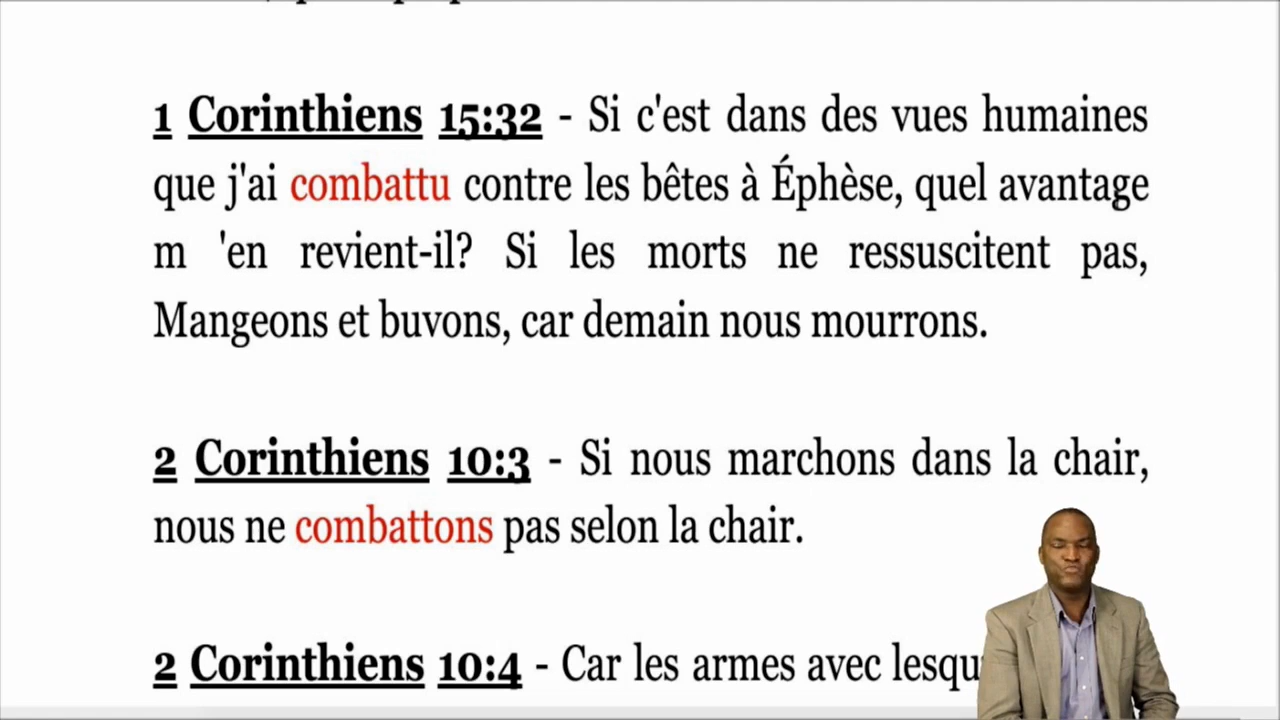 1 Corinthiens 15:32 - Si c'est dans des vues humaines
que j'ai combattu contre les bêtes à Éphèse, quel avantage
m 'en revient-il? Si les morts ne ressuscitent pas,
Mangeons et buvons, car demain nous mourrons.
2 Corinthiens 10:3 - Si nous marchons dans la chair,
nous ne combattons pas selon la chair.
2 Corinthiens 10:4 - Car les armes avec